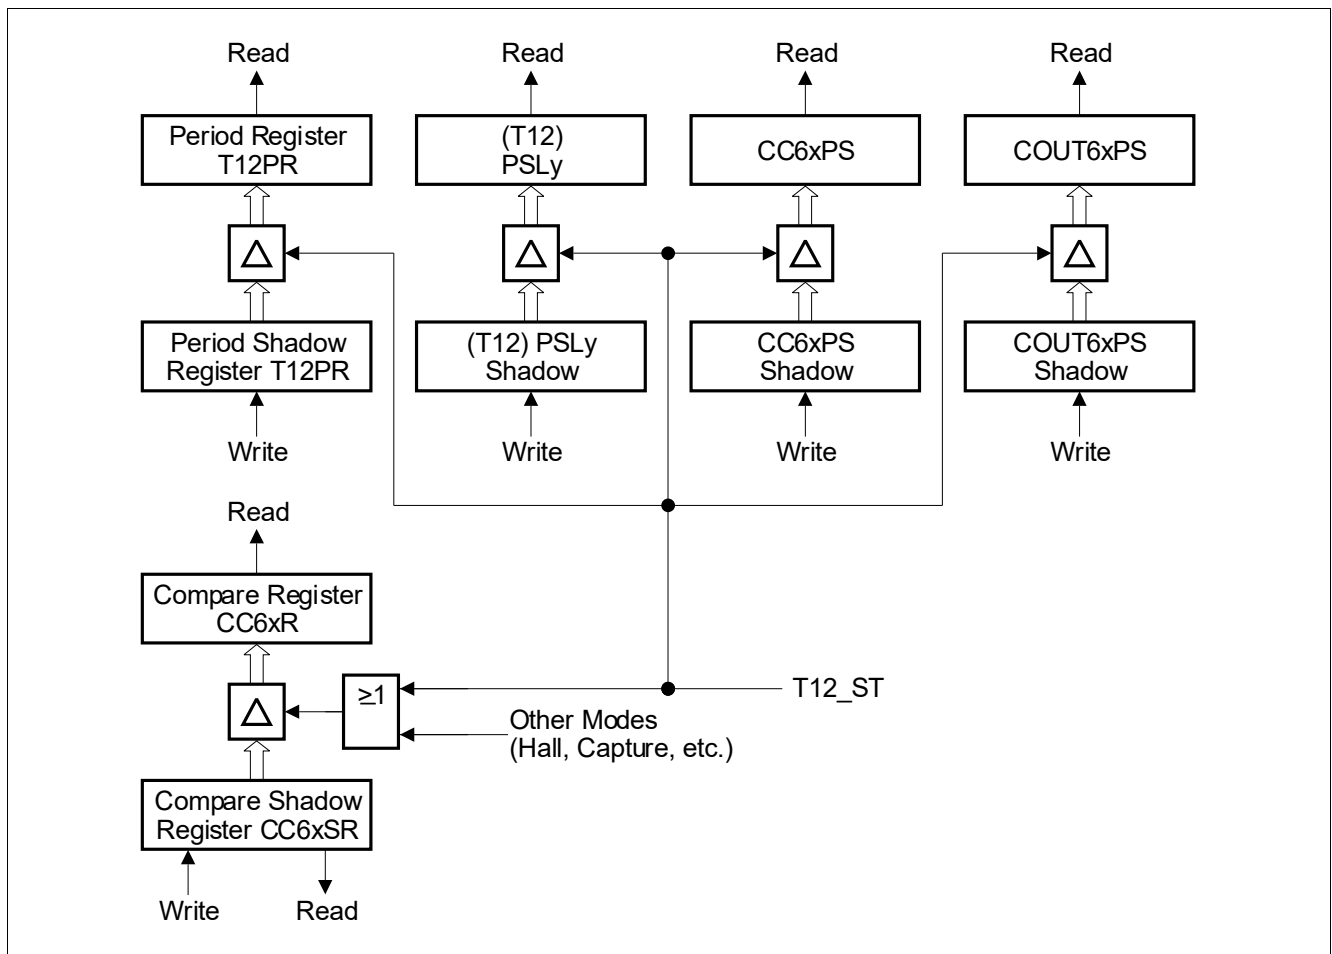 Read
Read
Read
Read
Period Register
T12PR
(T12)
PSLy
CC6xPS
COUT6xPS
Period Shadow
Register T12PR
(T12) PSLy
Shadow
CC6xPS
Shadow
COUT6xPS
Shadow
Write
Write
Write
Write
Read
Compare Register
CC6xR
≥1
T12_ST
Other Modes
(Hall, Capture, etc.)
Compare Shadow
Register CC6xSR
Write
Read